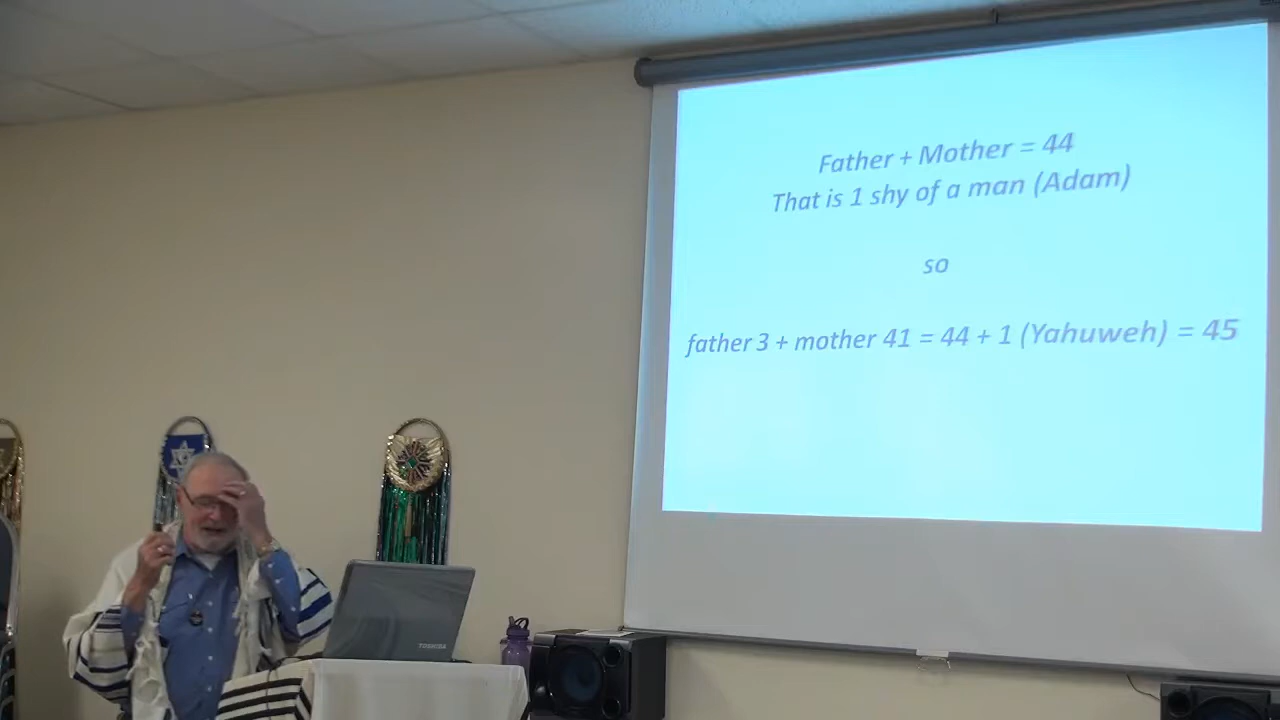 Father + Mother = 44
That is 1 shy of a man (Adam)
so
father 3 + mother 41 = 44 + 1 (Yahuweh) = 45
TOSHIBA